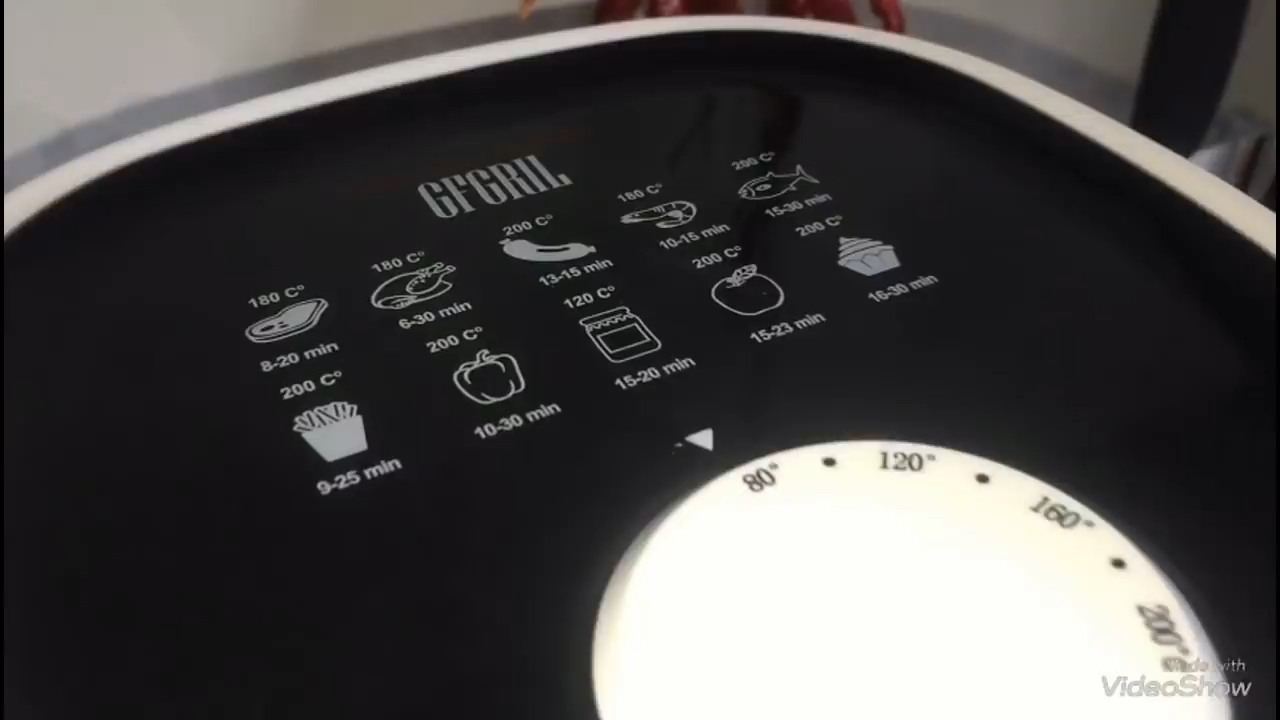 GFGRIL
180 C°
8-20 min
180 C°
6-30 min
200 C°
13-15 min
180 C°
10-15 min
200 C°
15-30 min
200 C°
9-25 min
200 C°
10-30 min
120 C°
15-20 min
200 C°
15-23 min
200 C°
16-30 min
80° • 120° • 160° • 200°
Made with
VideoShow